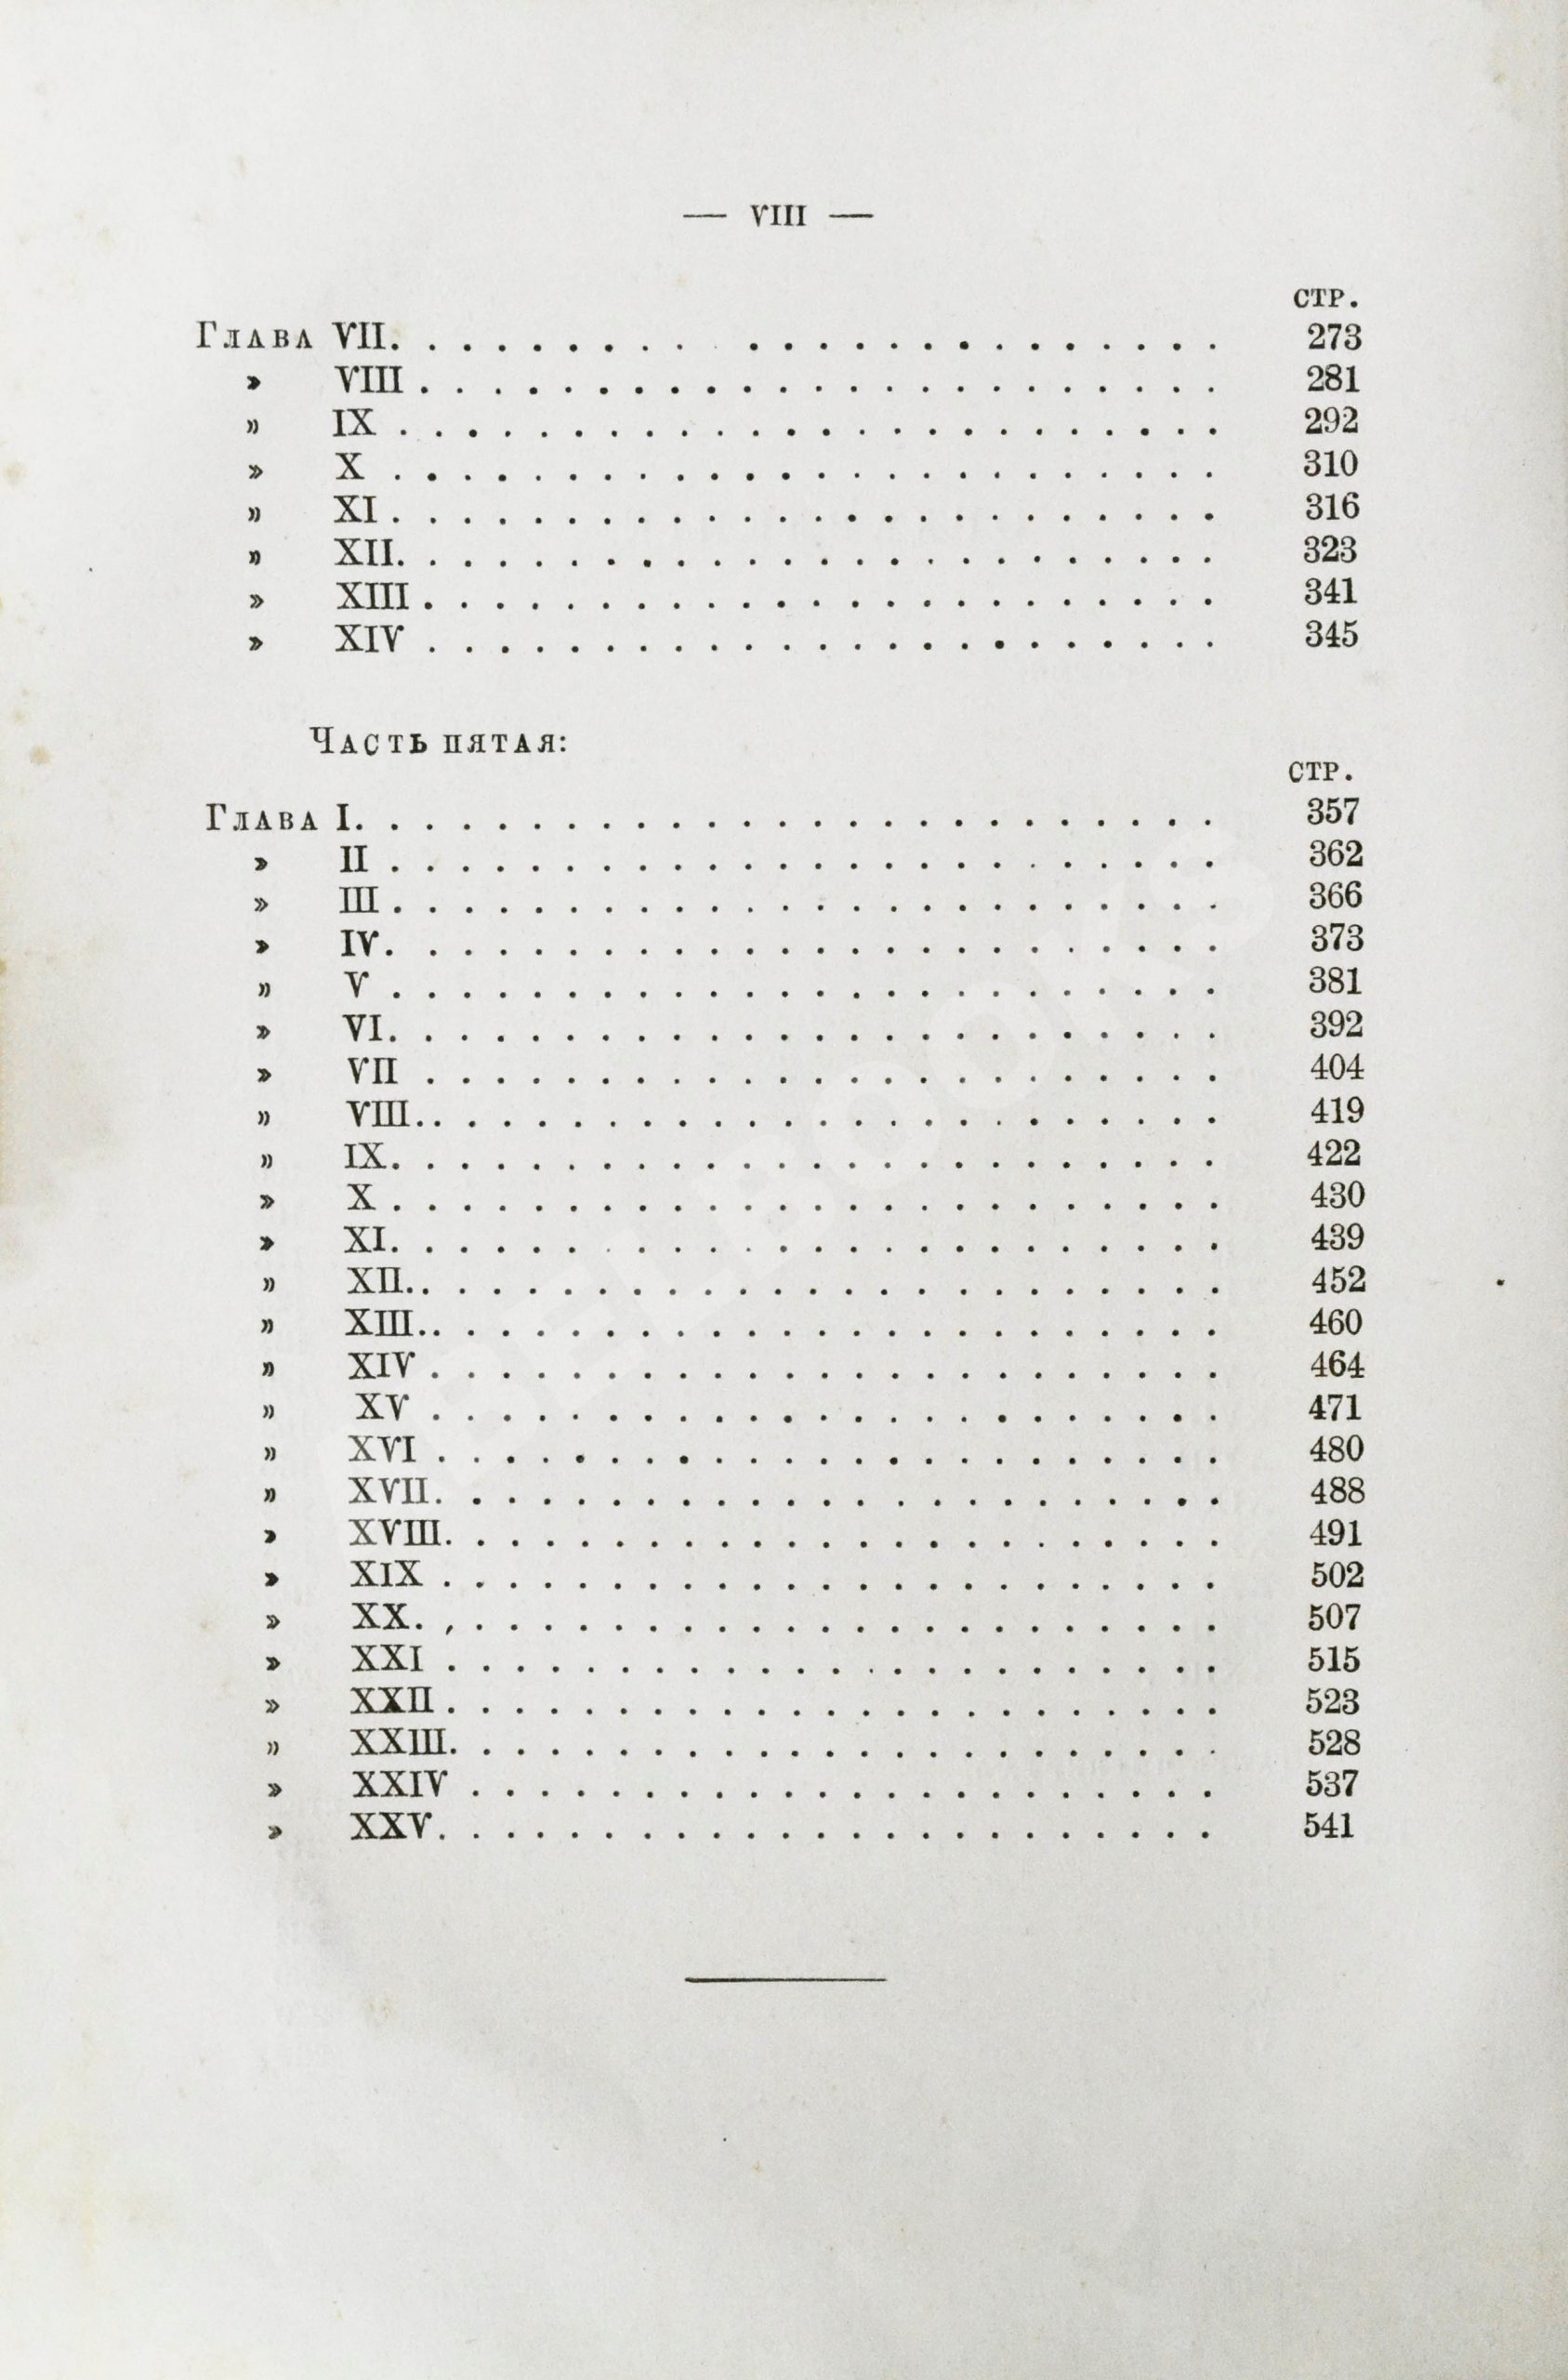 — VIII —
СТР.
Глава VII. . . . . . . . . . . . . . . . . . . . . . . 273
» VIII . . . . . . . . . . . . . . . . . . . . . . . 281
» IX . . . . . . . . . . . . . . . . . . . . . . . . 292
» X . . . . . . . . . . . . . . . . . . . . . . . . 310
» XI . . . . . . . . . . . . . . . . . . . . . . . . 316
» XII. . . . . . . . . . . . . . . . . . . . . . . . 323
» XIII . . . . . . . . . . . . . . . . . . . . . . . 341
» XIV . . . . . . . . . . . . . . . . . . . . . . . 345
Часть пятая:
СТР.
Глава I. . . . . . . . . . . . . . . . . . . . . . . . . 357
» II . . . . . . . . . . . . . . . . . . . . . . . . 362
» III . . . . . . . . . . . . . . . . . . . . . . . . 366
» IV. . . . . . . . . . . . . . . . . . . . . . . . 373
» V . . . . . . . . . . . . . . . . . . . . . . . . 381
» VI. . . . . . . . . . . . . . . . . . . . . . . . 392
» VII . . . . . . . . . . . . . . . . . . . . . . . 404
» VIII.. . . . . . . . . . . . . . . . . . . . . . . 419
» IX. . . . . . . . . . . . . . . . . . . . . . . . 422
» X . . . . . . . . . . . . . . . . . . . . . . . . 430
» XI. . . . . . . . . . . . . . . . . . . . . . . . 439
» XII.. . . . . . . . . . . . . . . . . . . . . . . 452
» XIII.. . . . . . . . . . . . . . . . . . . . . . . 460
» XIV . . . . . . . . . . . . . . . . . . . . . . . 464
» XV . . . . . . . . . . . . . . . . . . . . . . . 471
» XVI . . . . . . . . . . . . . . . . . . . . . . . 480
» XVII. . . . . . . . . . . . . . . . . . . . . . . 488
» XVIII. . . . . . . . . . . . . . . . . . . . . . . 491
» XIX . . . . . . . . . . . . . . . . . . . . . . . 502
» XX. , . . . . . . . . . . . . . . . . . . . . . . 507
» XXI . . . . . . . . . . . . . . . . . . . . . . . 515
» XXII . . . . . . . . . . . . . . . . . . . . . . . 523
» XXIII. . . . . . . . . . . . . . . . . . . . . . . 528
» XXIV . . . . . . . . . . . . . . . . . . . . . . 537
» XXV. . . . . . . . . . . . . . . . . . . . . . . 541